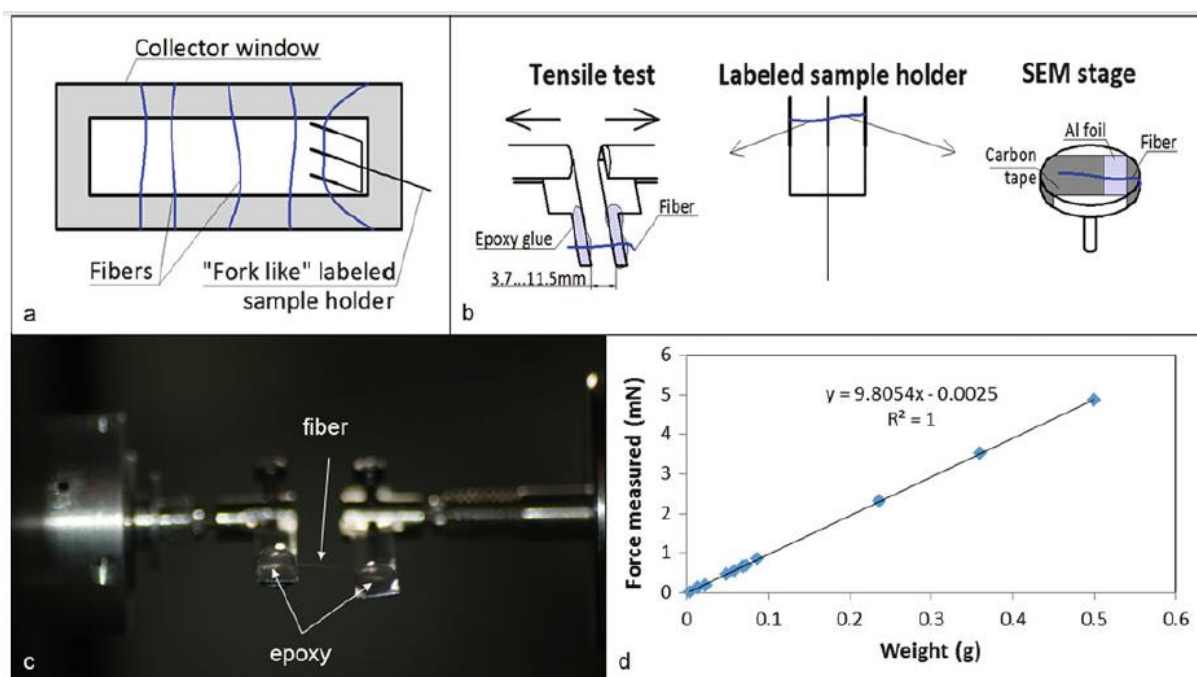 Collector window
Fibers
"Fork like" labeled
sample holder
a
Tensile test
Labeled sample holder
SEM stage
Al foil
Fiber
Carbon
tape
Epoxy glue
Fiber
3.7...11.5mm
b
fiber
epoxy
c
6
y = 9.8054x - 0.0025
R² = 1
5
4
3
2
1
0
0
0.1
0.2
0.3
0.4
0.5
0.6
Force measured (mN)
Weight (g)
d